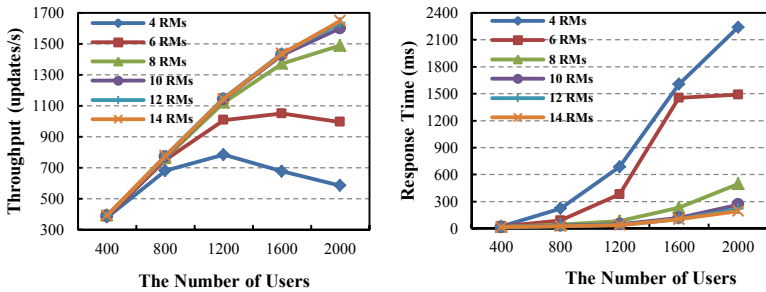 1700
1500
1300
1100
900
700
500
300
Throughput (updates/s)
4 RMs
6 RMs
8 RMs
10 RMs
12 RMs
14 RMs
400 800 1200 1600 2000
The Number of Users
2400
2100
1800
1500
1200
900
600
300
0
Response Time (ms)
4 RMs
6 RMs
8 RMs
10 RMs
12 RMs
14 RMs
400 800 1200 1600 2000
The Number of Users